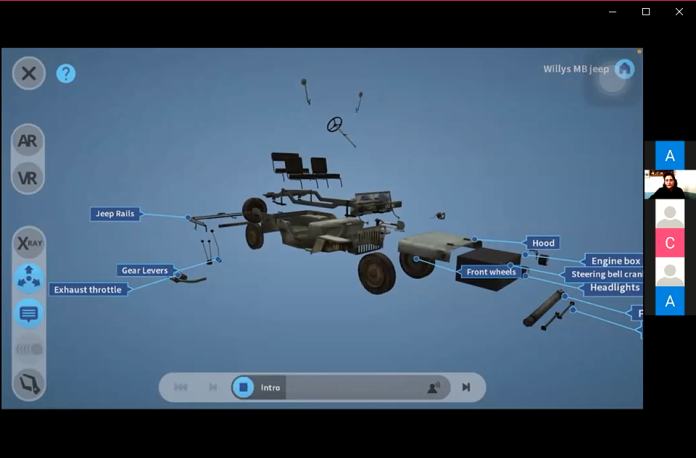 Willys MB jeep
?
AR
VR
XRAY
Jeep Rails
Gear Levers
Exhaust throttle
Hood
Engine box
Front wheels
Steering bell cran
Headlights
F
Intro
A
C
A